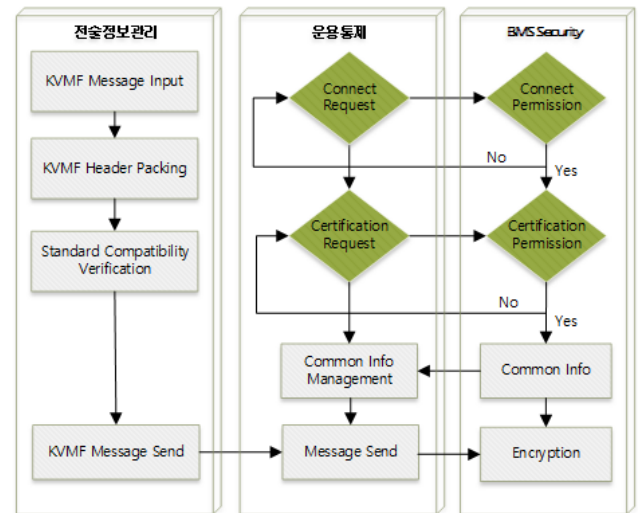 전술정보관리
KVMF Message Input
KVMF Header Packing
Standard Compatibility
Verification
KVMF Message Send
운용통제
Connect
Request
No
Certification
Request
No
Common Info
Management
Message Send
BMS Security
Connect
Permission
Yes
Certification
Permission
Yes
Common Info
Encryption